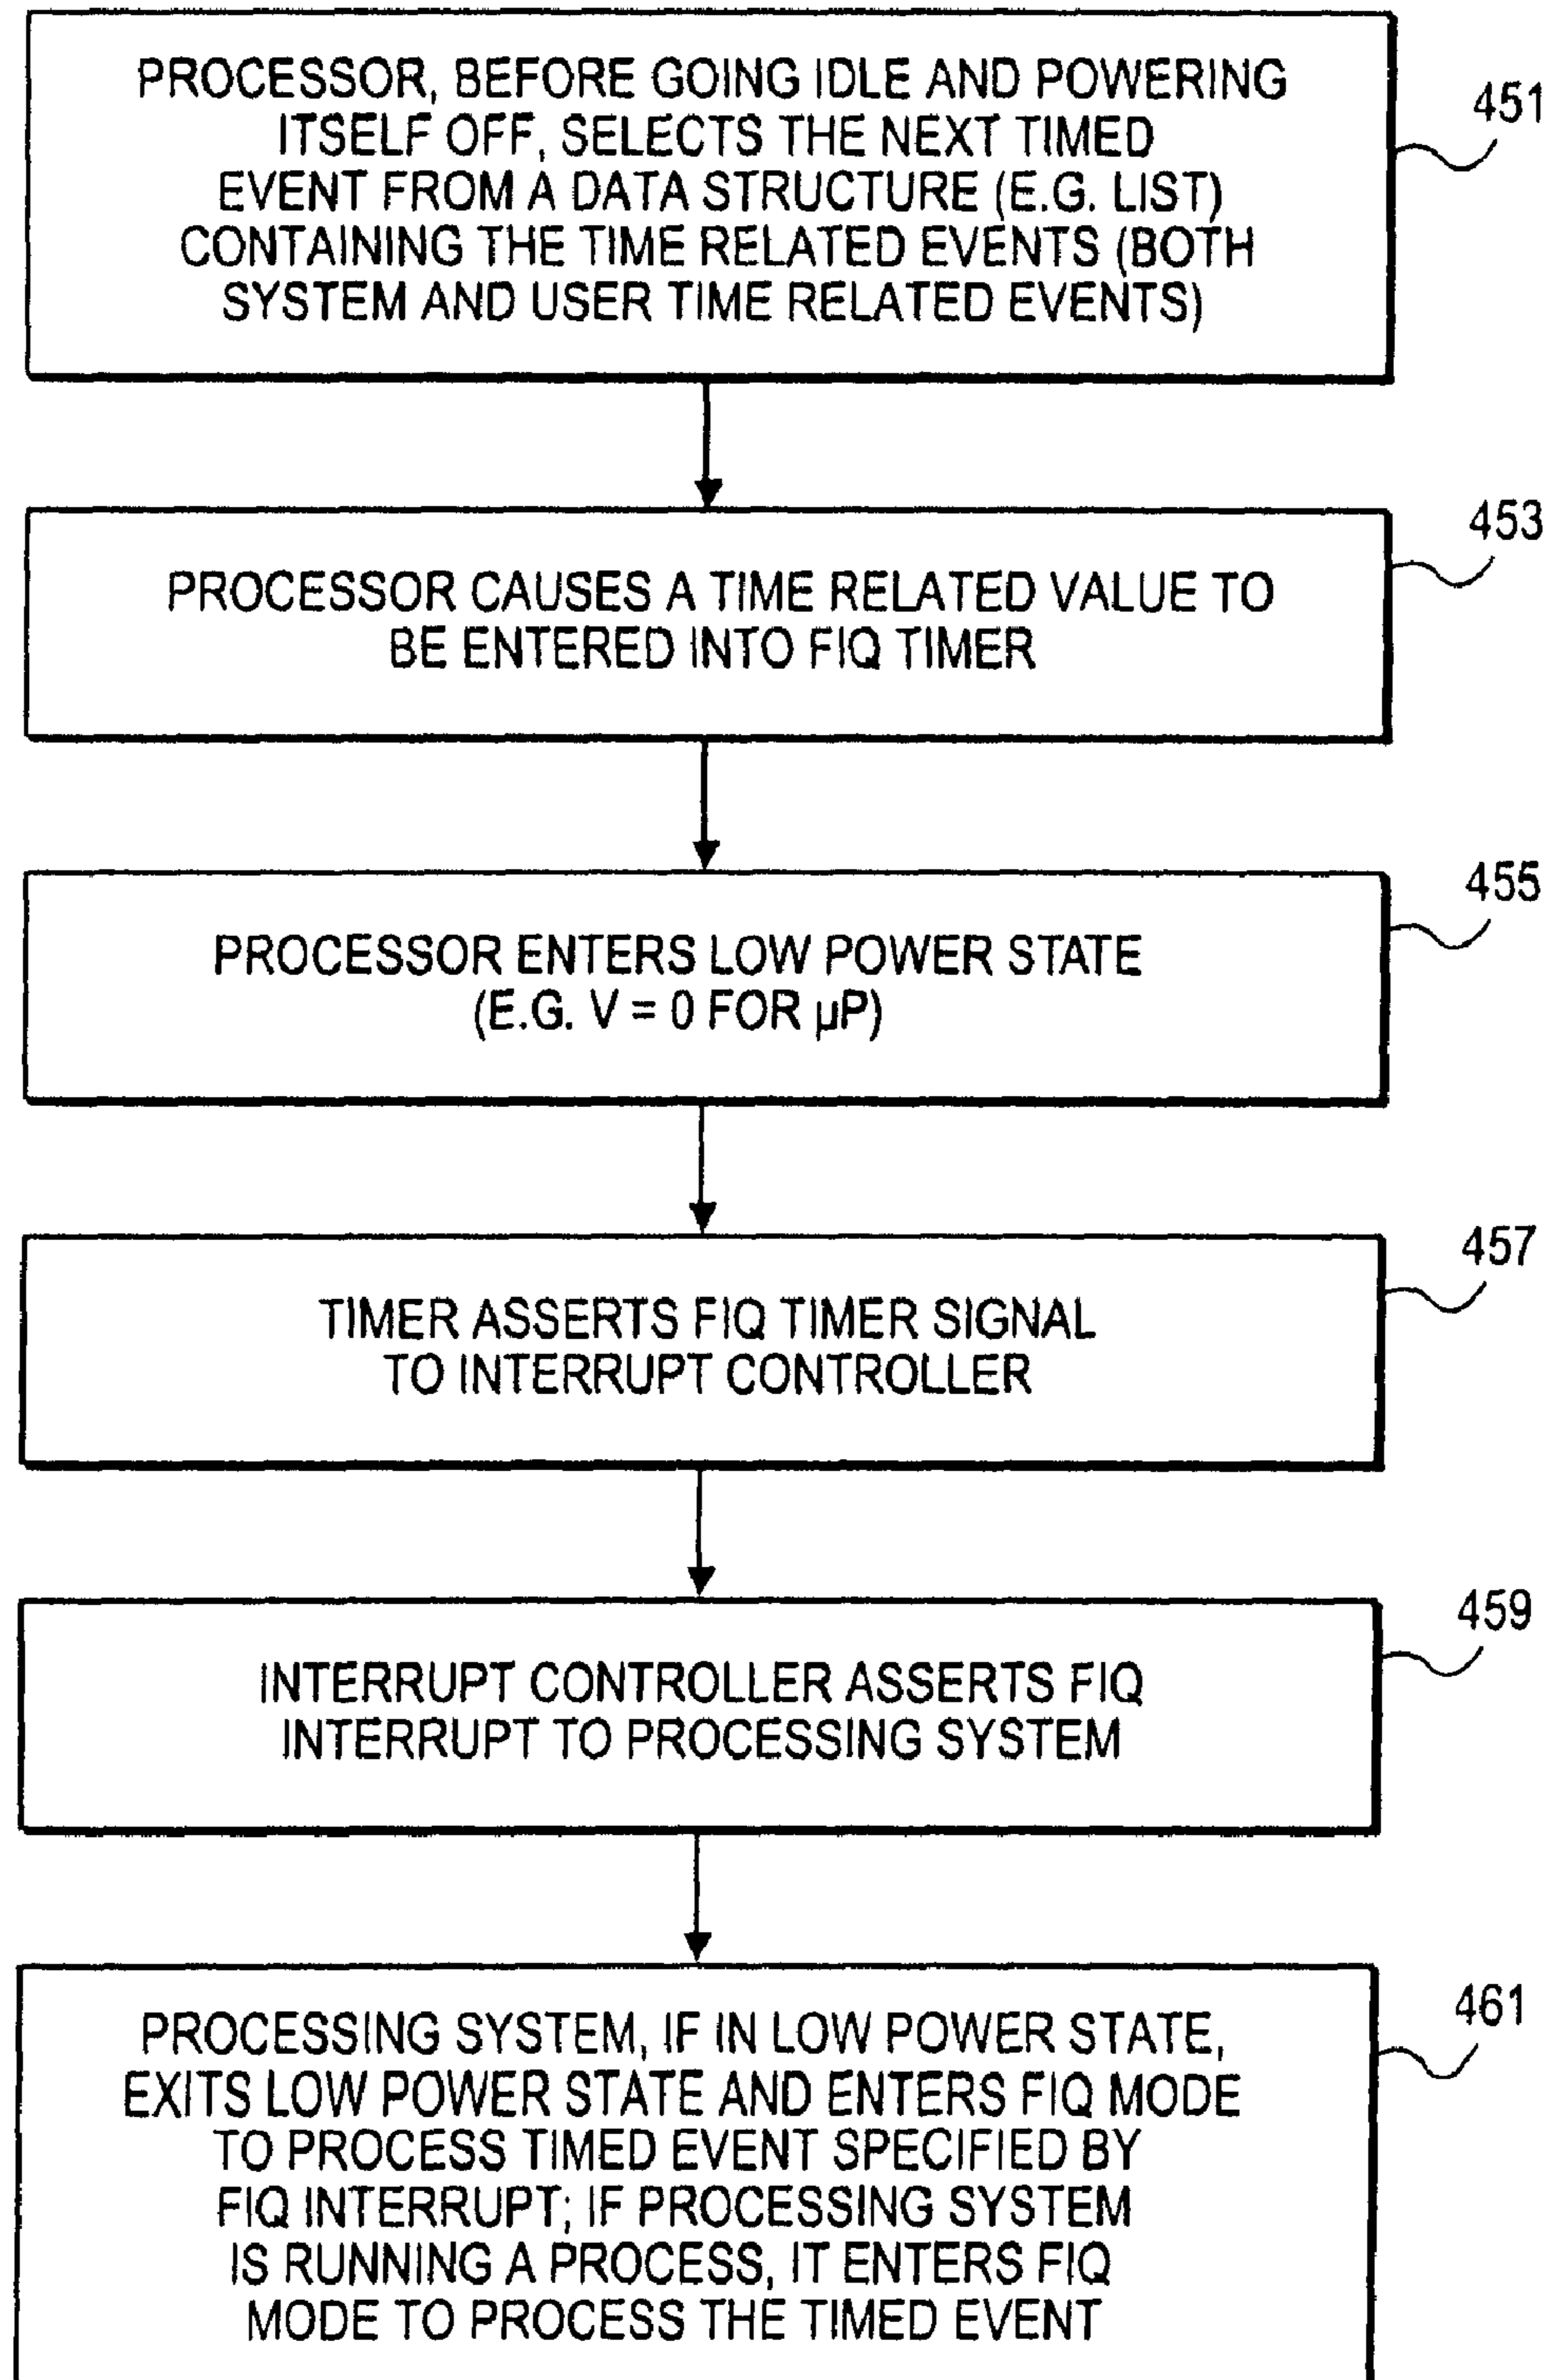 PROCESSOR, BEFORE GOING IDLE AND POWERING
ITSELF OFF, SELECTS THE NEXT TIMED
EVENT FROM A DATA STRUCTURE (E.G. LIST)
CONTAINING THE TIME RELATED EVENTS (BOTH
SYSTEM AND USER TIME RELATED EVENTS)
451
PROCESSOR CAUSES A TIME RELATED VALUE TO
BE ENTERED INTO FIQ TIMER
453
PROCESSOR ENTERS LOW POWER STATE
(E.G. V = 0 FOR µP)
455
TIMER ASSERTS FIQ TIMER SIGNAL
TO INTERRUPT CONTROLLER
457
INTERRUPT CONTROLLER ASSERTS FIQ
INTERRUPT TO PROCESSING SYSTEM
459
PROCESSING SYSTEM, IF IN LOW POWER STATE,
EXITS LOW POWER STATE AND ENTERS FIQ MODE
TO PROCESS TIMED EVENT SPECIFIED BY
FIQ INTERRUPT; IF PROCESSING SYSTEM
IS RUNNING A PROCESS, IT ENTERS FIQ
MODE TO PROCESS THE TIMED EVENT
461